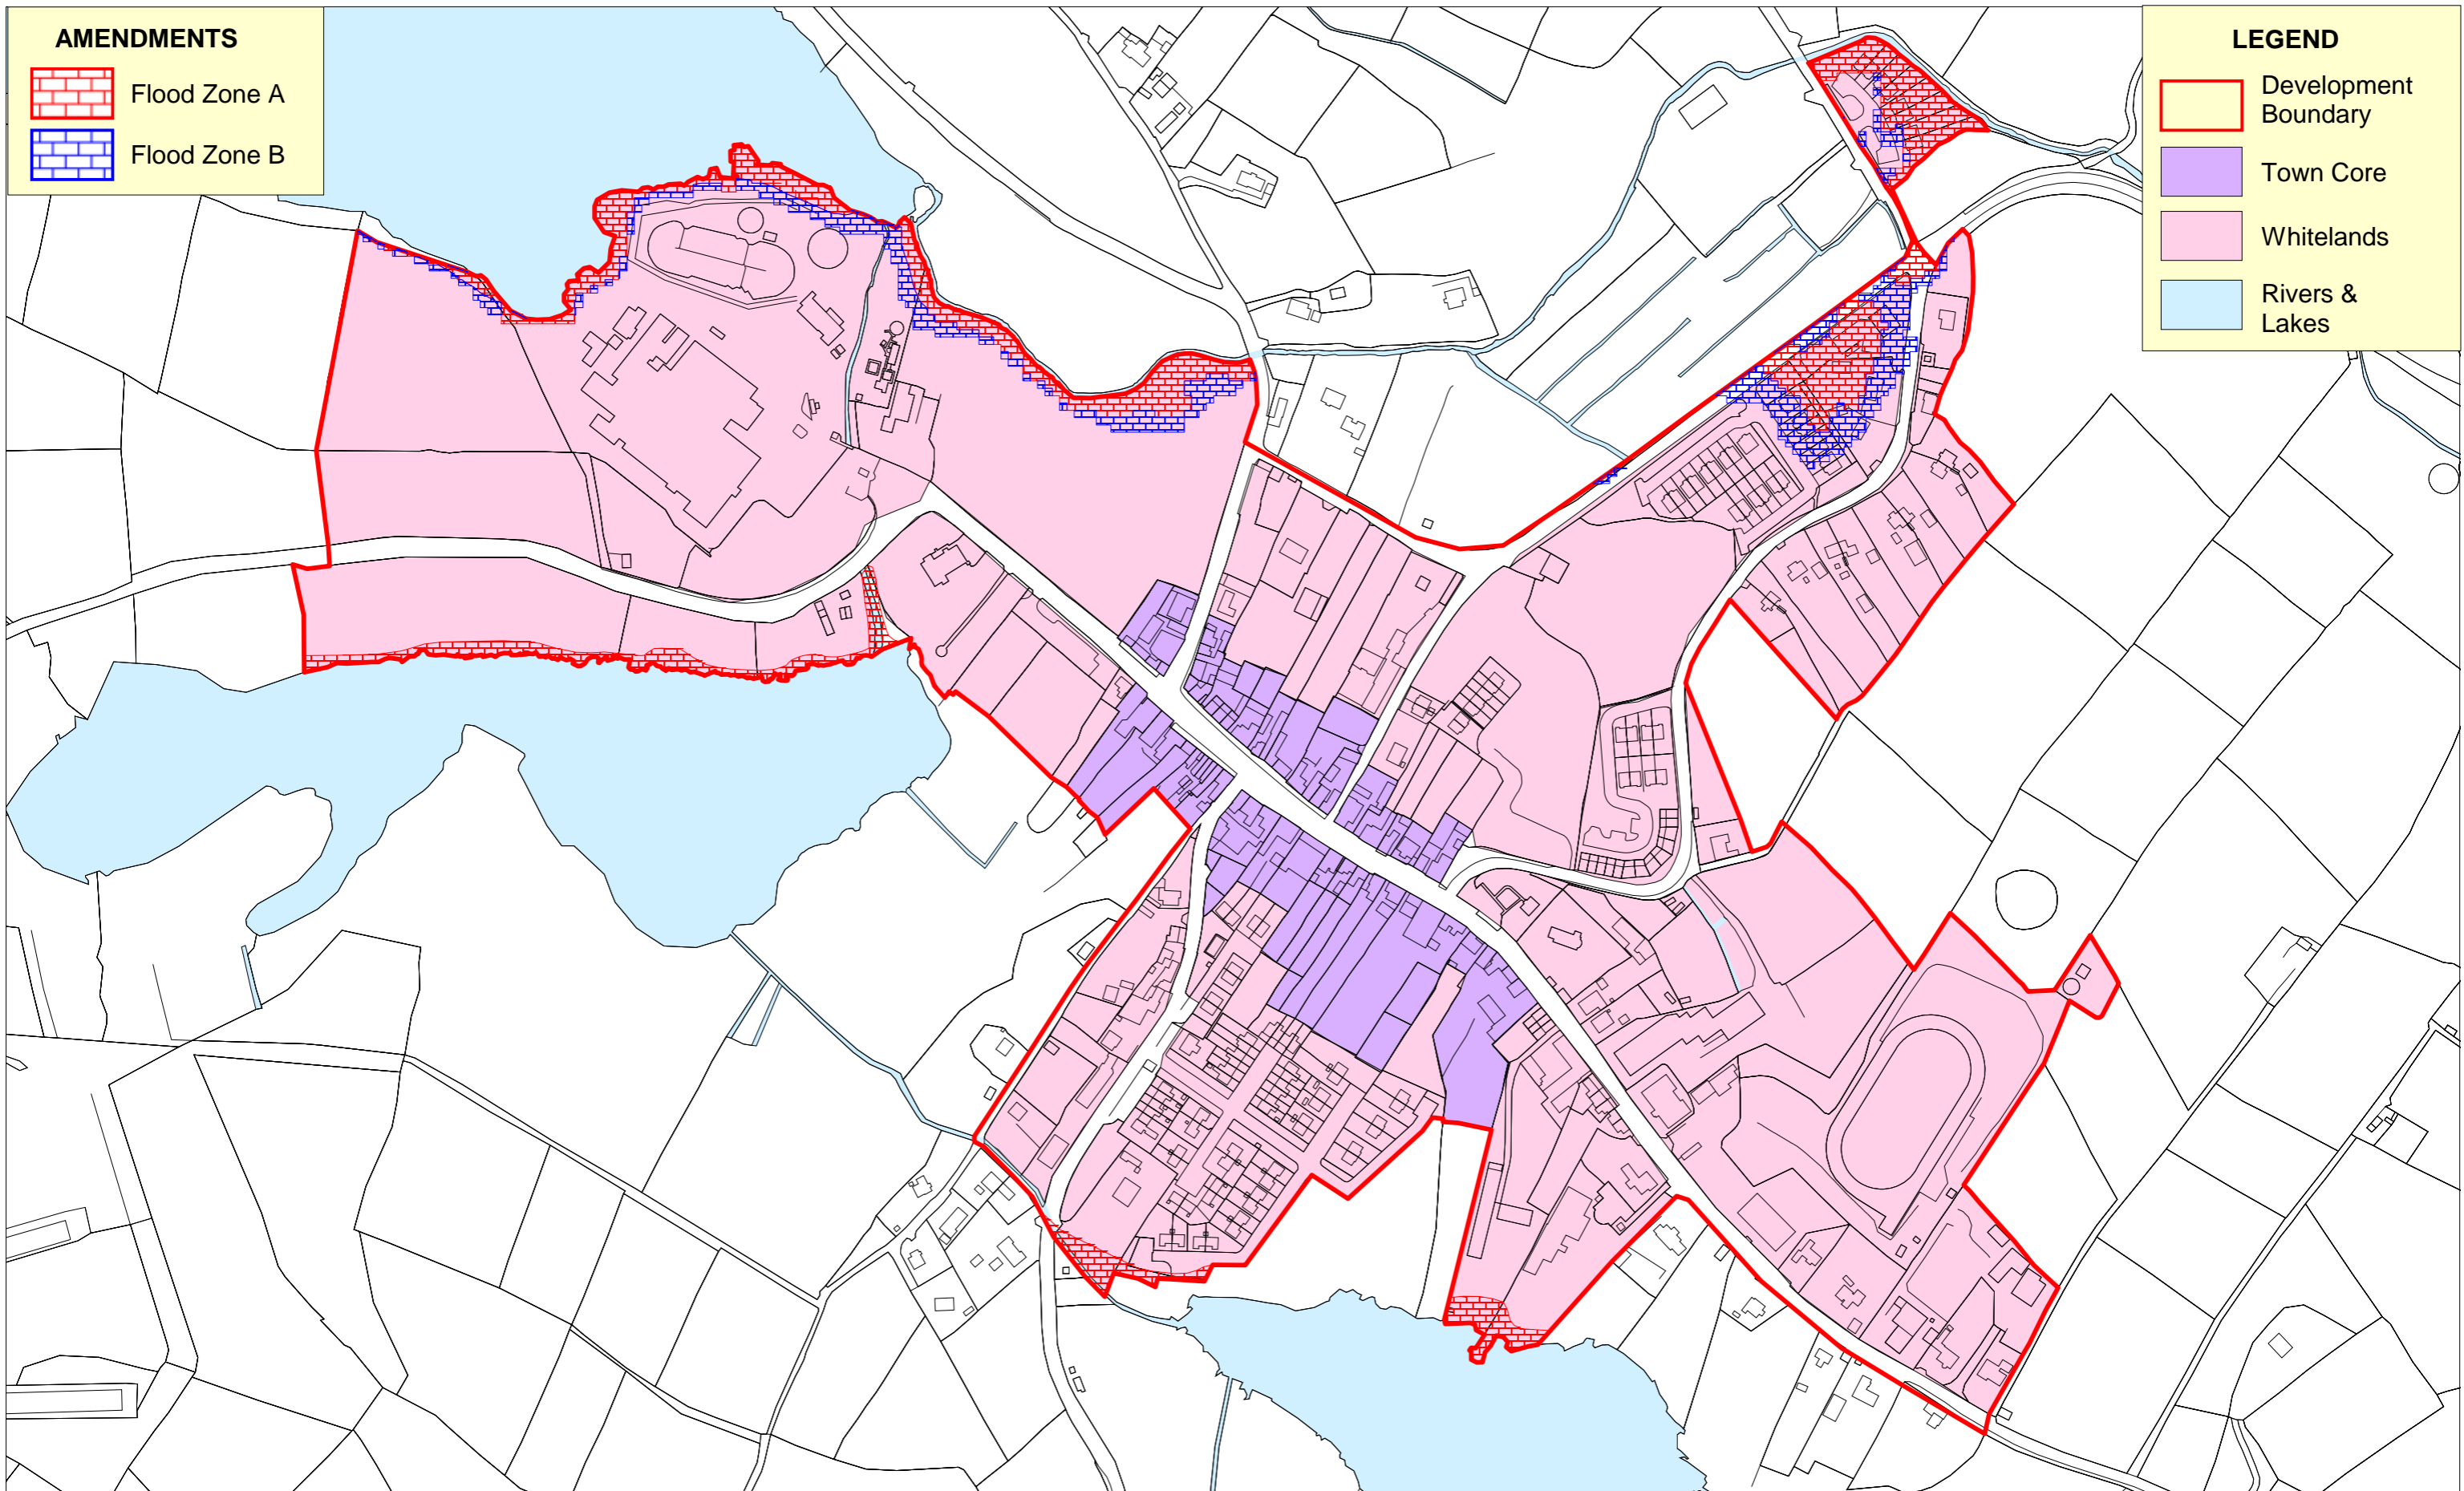 AMENDMENTS
Flood Zone A
Flood Zone B
LEGEND
Development
Boundary
Town Core
Whitelands
Rivers &
Lakes